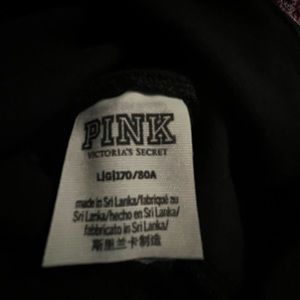 PINK
VICTORIA'S SECRET
L|G|170/80A
made in Sri Lanka/fabriqué au
Sri Lanka/hecho en Sri Lanka/
fabbricato in Sri Lanka/
斯里兰卡制造